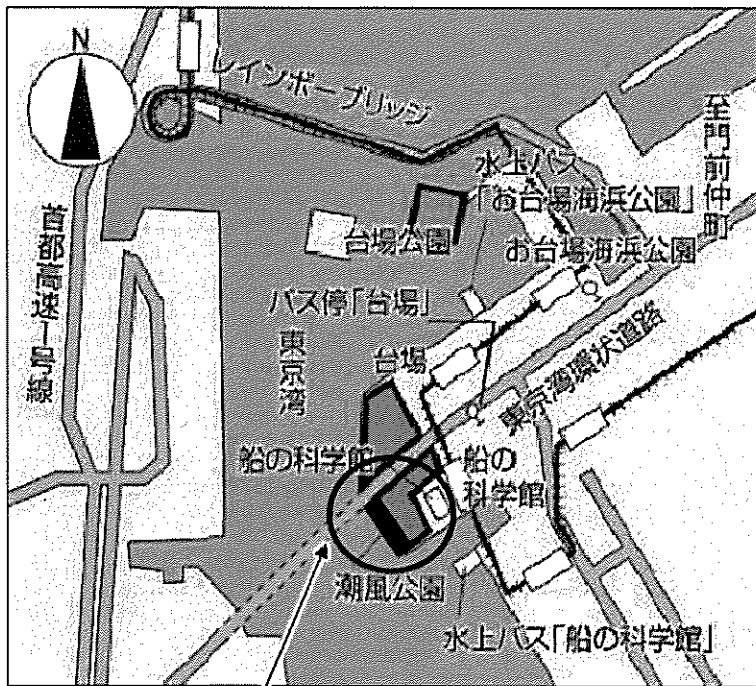 N
レインボーブリッジ
至門前仲町
水上バス
「お台場海浜公園」
台場公園
お台場海浜公園
首都高速1号線
バス停「台場」
東京湾
台場
東京湾環状道路
船の科学館
船の
科学館
潮風公園
水上バス「船の科学館」